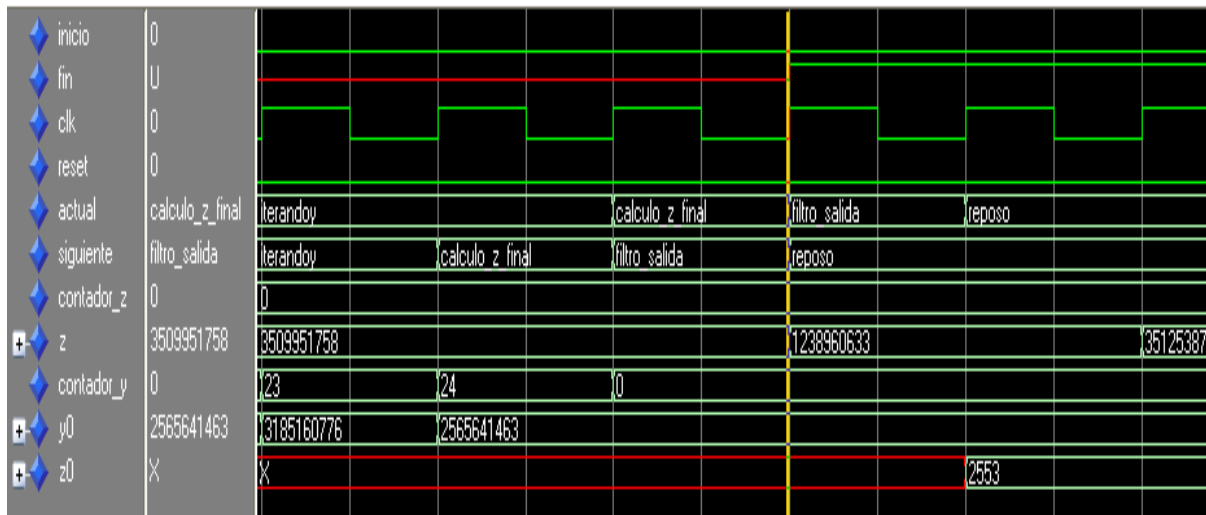 inicio 0
fin U
clk 0
reset 0
actual calculo_z_final iterandoy calculo_z_final filtro_salida reposo
siguiente filtro_salida iterandoy calculo_z_final filtro_salida reposo
contador_z 0 0
z 3509951758 3509951758 1238960633 35125387
contador_y 0 23 24 0
y0 2565641463 3185160776 2565641463
z0 X X 2553